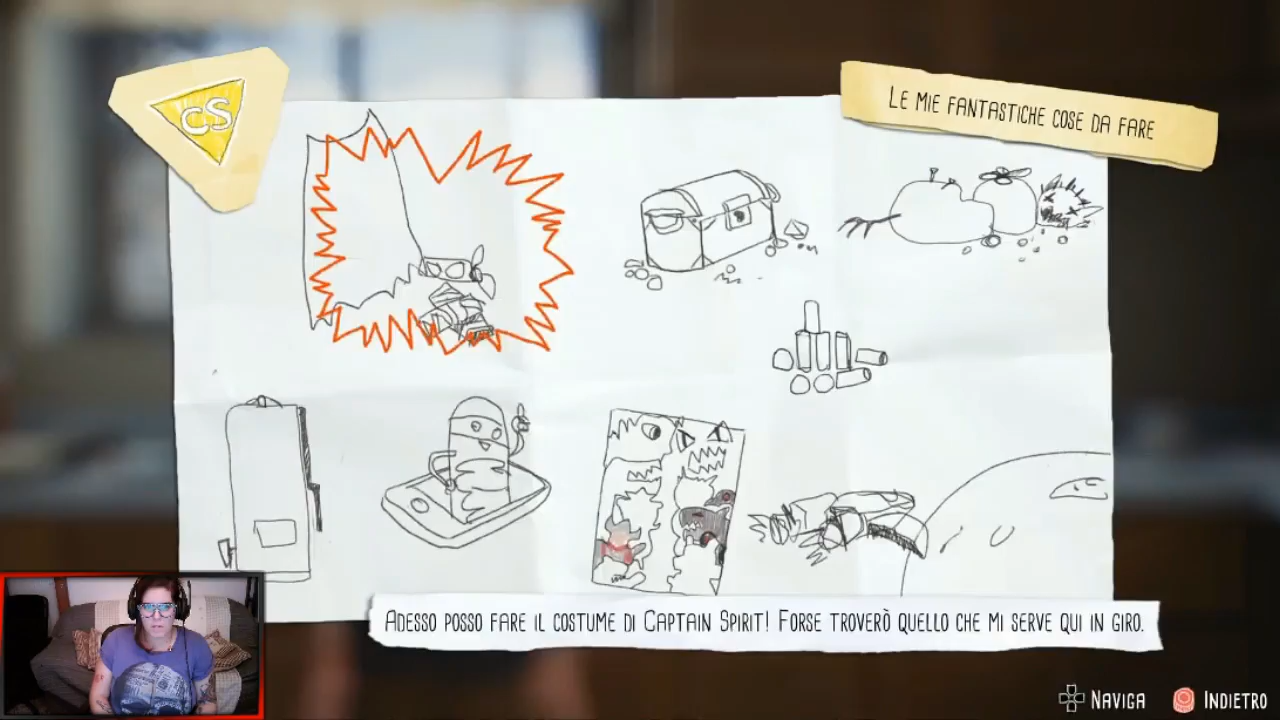 CS
LE MIE FANTASTICHE COSE DA FARE
ADESSO POSSO FARE IL COSTUME DI CAPTAIN SPIRIT! FORSE TROVERÒ QUELLO CHE MI SERVE QUI IN GIRO.
NAVIGA
INDIETRO